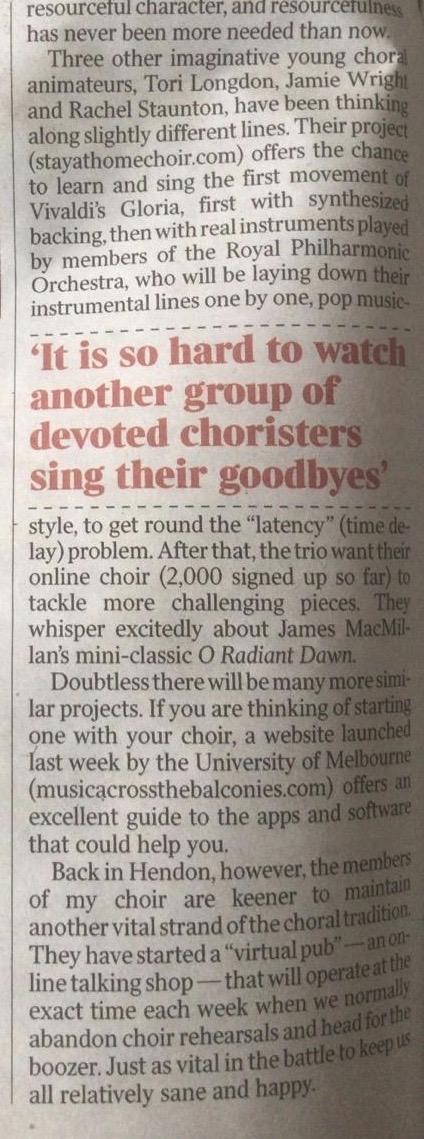 resourceful character, and resourcefulness
has never been more needed than now.
Three other imaginative young choral
animateurs, Tori Longdon, Jamie Wright
and Rachel Staunton, have been thinking
along slightly different lines. Their project
(stayathomechoir.com) offers the chance
to learn and sing the first movement of
Vivaldi's Gloria, first with synthesized
backing, then with real instruments played
by members of the Royal Philharmonic
Orchestra, who will be laying down their
instrumental lines one by one, pop music-
'It is so hard to watch
another group of
devoted choristers
sing their goodbyes'
style, to get round the “latency” (time de-
lay) problem. After that, the trio want their
online choir (2,000 signed up so far) to
tackle more challenging pieces. They
whisper excitedly about James MacMil-
lan's mini-classic O Radiant Dawn.
Doubtless there will be many more simi-
lar projects. If you are thinking of starting
one with your choir, a website launched
last week by the University of Melbourne
(musicacrossthebalconies.com) offers an
excellent guide to the apps and software
that could help you.
Back in Hendon, however, the members
of my choir are keener to maintain
another vital strand of the choral tradition.
They have started a “virtual pub” — an on-
line talking shop — that will operate at the
exact time each week when we normally
abandon choir rehearsals and head for the
boozer. Just as vital in the battle to keep us
all relatively sane and happy.